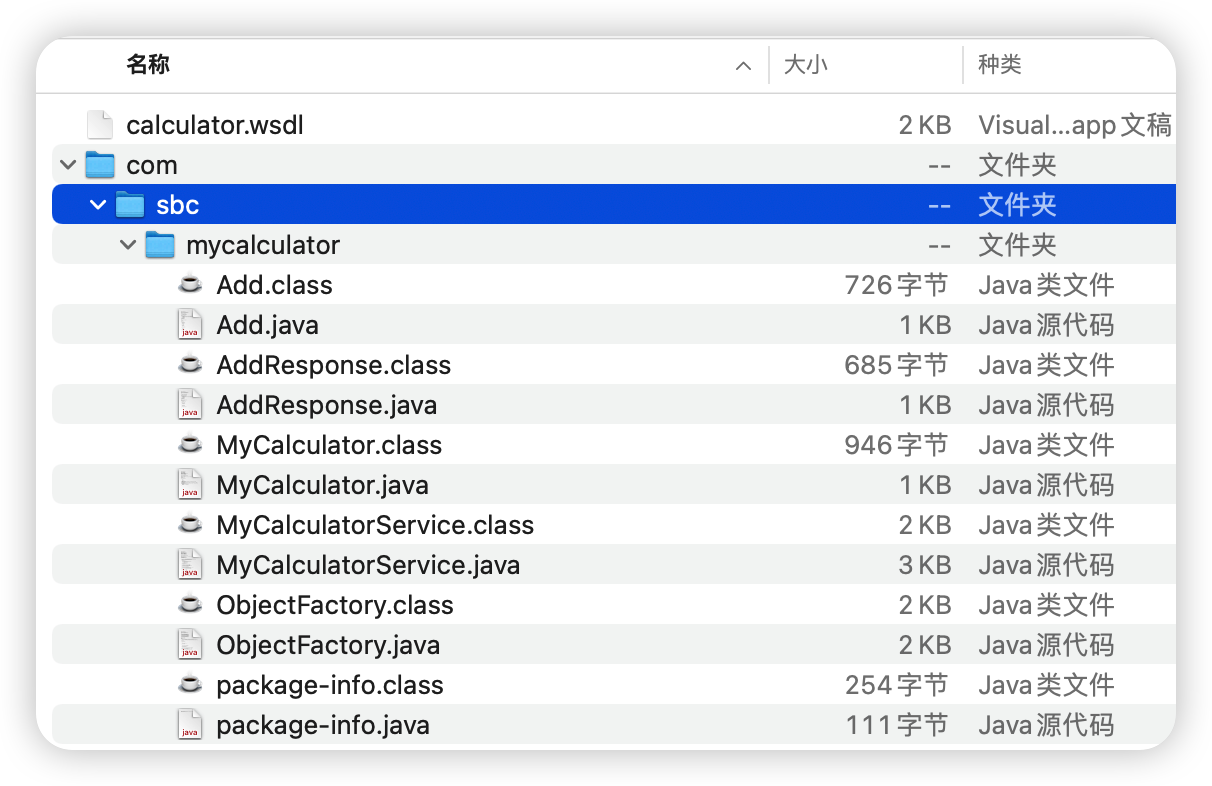 名称 大小 种类
calculator.wsdl 2 KB Visual...app 文稿
com -- 文件夹
sbc -- 文件夹
mycalculator -- 文件夹
Add.class 726 字节 Java 类文件
java Add.java 1 KB Java 源代码
AddResponse.class 685 字节 Java 类文件
java AddResponse.java 1 KB Java 源代码
MyCalculator.class 946 字节 Java 类文件
java MyCalculator.java 1 KB Java 源代码
MyCalculatorService.class 2 KB Java 类文件
java MyCalculatorService.java 3 KB Java 源代码
ObjectFactory.class 2 KB Java 类文件
java ObjectFactory.java 2 KB Java 源代码
package-info.class 254 字节 Java 类文件
java package-info.java 111 字节 Java 源代码